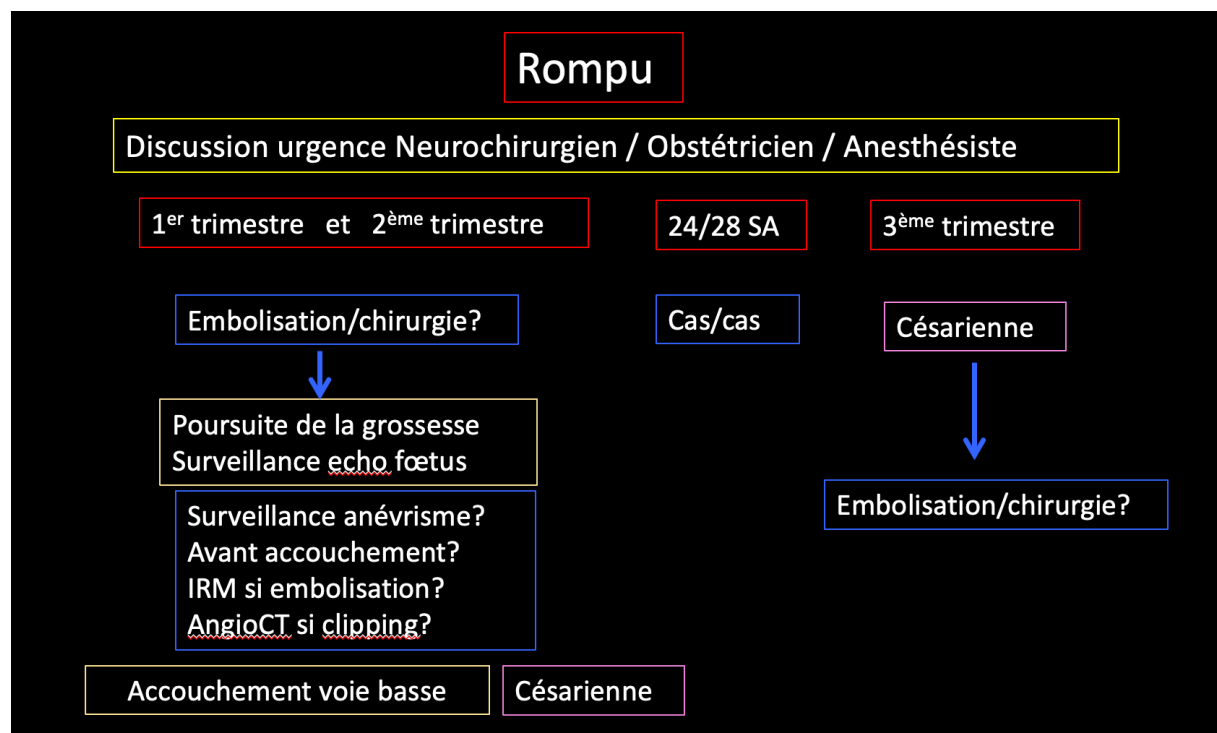 Rompu
Discussion urgence Neurochirurgien / Obstétricien / Anesthésiste
1er trimestre et 2ème trimestre
24/28 SA
3ème trimestre
Embolisation/chirurgie?
Cas/cas
Césarienne
Poursuite de la grossesse
Surveillance echo fœtus
Embolisation/chirurgie?
Surveillance anévrisme?
Avant accouchement?
IRM si embolisation?
AngioCT si clipping?
Accouchement voie basse
Césarienne